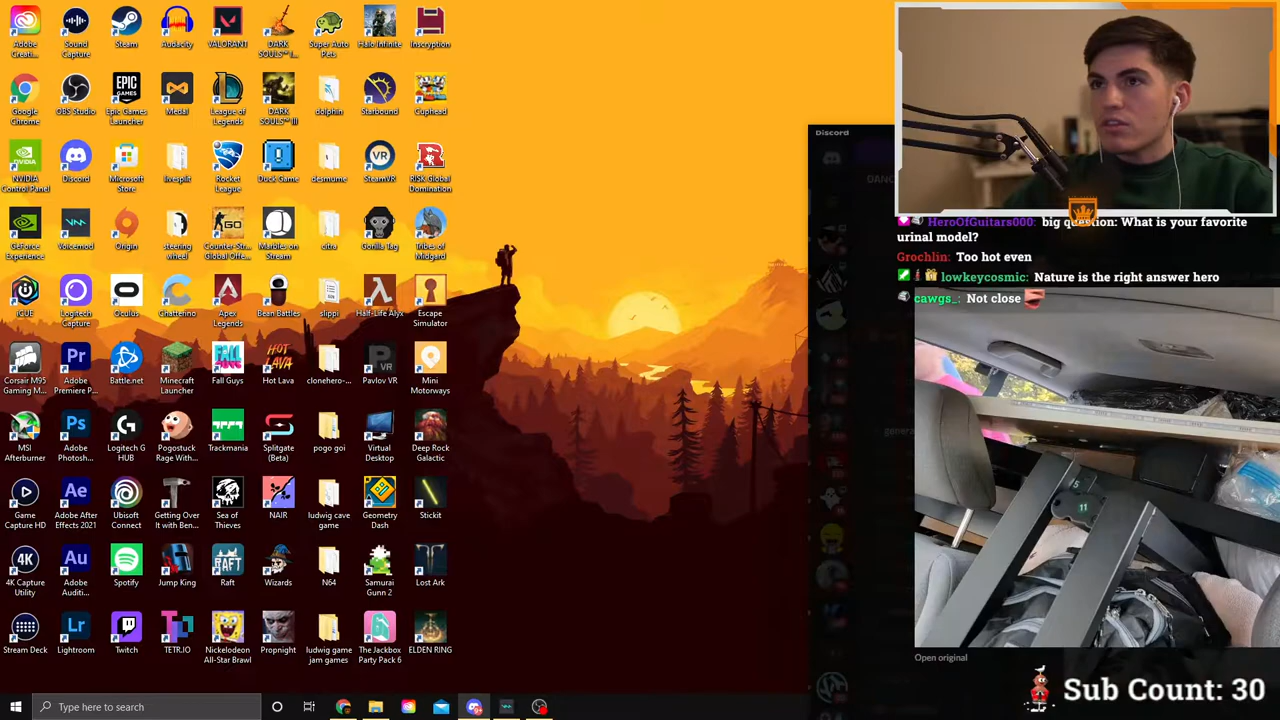 Adobe
Creati...
Sound
Capture
Steam
Audacity
VALORANT
DARK
SOULS™ I...
Super Auto
Pets
Halo Infinite
Inscryption
Google
Chrome
OBS Studio
Epic Games
Launcher
Medal
League of
Legends
DARK
SOULS™ III
dolphin
Starbound
Cuphead
NVIDIA
Control Panel
Discord
Microsoft
Store
livesplit
Rocket
League
Duck Game
desmume
SteamVR
RISK Global
Domination
GeForce
Experience
Voicemod
Origin
steering
wheel
Counter-Str...
Global Offe...
Marbles on
Stream
citra
Gorilla Tag
Tribes of
Midgard
iCUE
Logitech
Capture
Oculus
Chatterino
Apex
Legends
Bean Battles
slippi
Half-Life Alyx
Escape
Simulator
Corsair M95
Gaming M...
Adobe
Premiere P...
Battle.net
Minecraft
Launcher
Fall Guys
Hot Lava
clonehero-...
Pavlov VR
Mini
Motorways
MSI
Afterburner
Adobe
Photosh...
Logitech G
HUB
Pogostuck
Rage With...
Trackmania
Splitgate
(Beta)
pogo goi
Virtual
Desktop
Deep Rock
Galactic
Game
Capture HD
Adobe After
Effects 2021
Ubisoft
Connect
Getting Over
It with Ben...
Sea of
Thieves
NAIR
ludwig cave
game
Geometry
Dash
Stickit
4K Capture
Utility
Adobe
Auditi...
Spotify
Jump King
Raft
Wizards
N64
Samurai
Gunn 2
Lost Ark
Stream Deck
Lightroom
Twitch
TETR.IO
Nickelodeon
All-Star Brawl
Propnight
ludwig game
jam games
The Jackbox
Party Pack 6
ELDEN RING
Type here to search
Discord
HeroOfGuitars000: big question: What is your favorite
urinal model?
Grochlin: Too hot even
lowkeycosmic: Nature is the right answer hero
cawgs_: Not close
15
11
Open original
Sub Count: 30